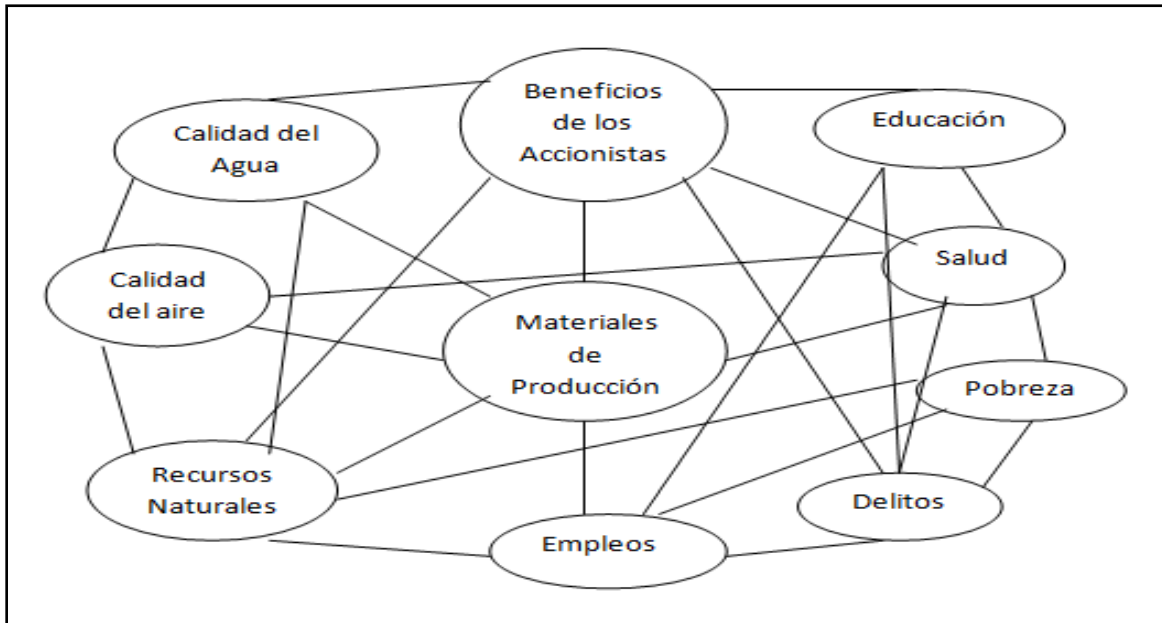 Beneficios
de los
Accionistas
Educación
Calidad del
Agua
Salud
Calidad
del aire
Materiales
de
Producción
Pobreza
Recursos
Naturales
Delitos
Empleos